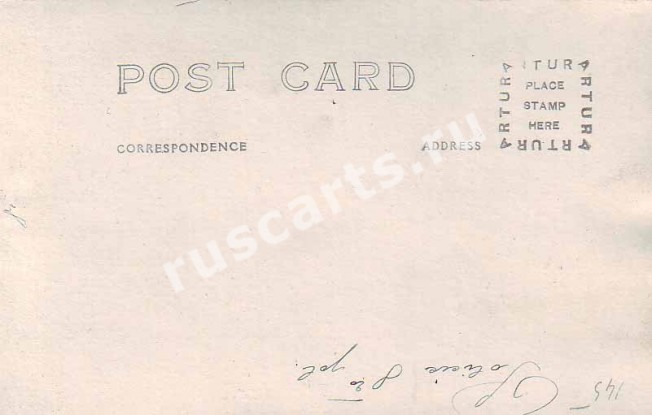 POST CARD
ARTURA
PLACE
STAMP
HERE
ARTURA
ARTURA
ARTURA
CORRESPONDENCE
ADDRESS
ruscarts.ru
145